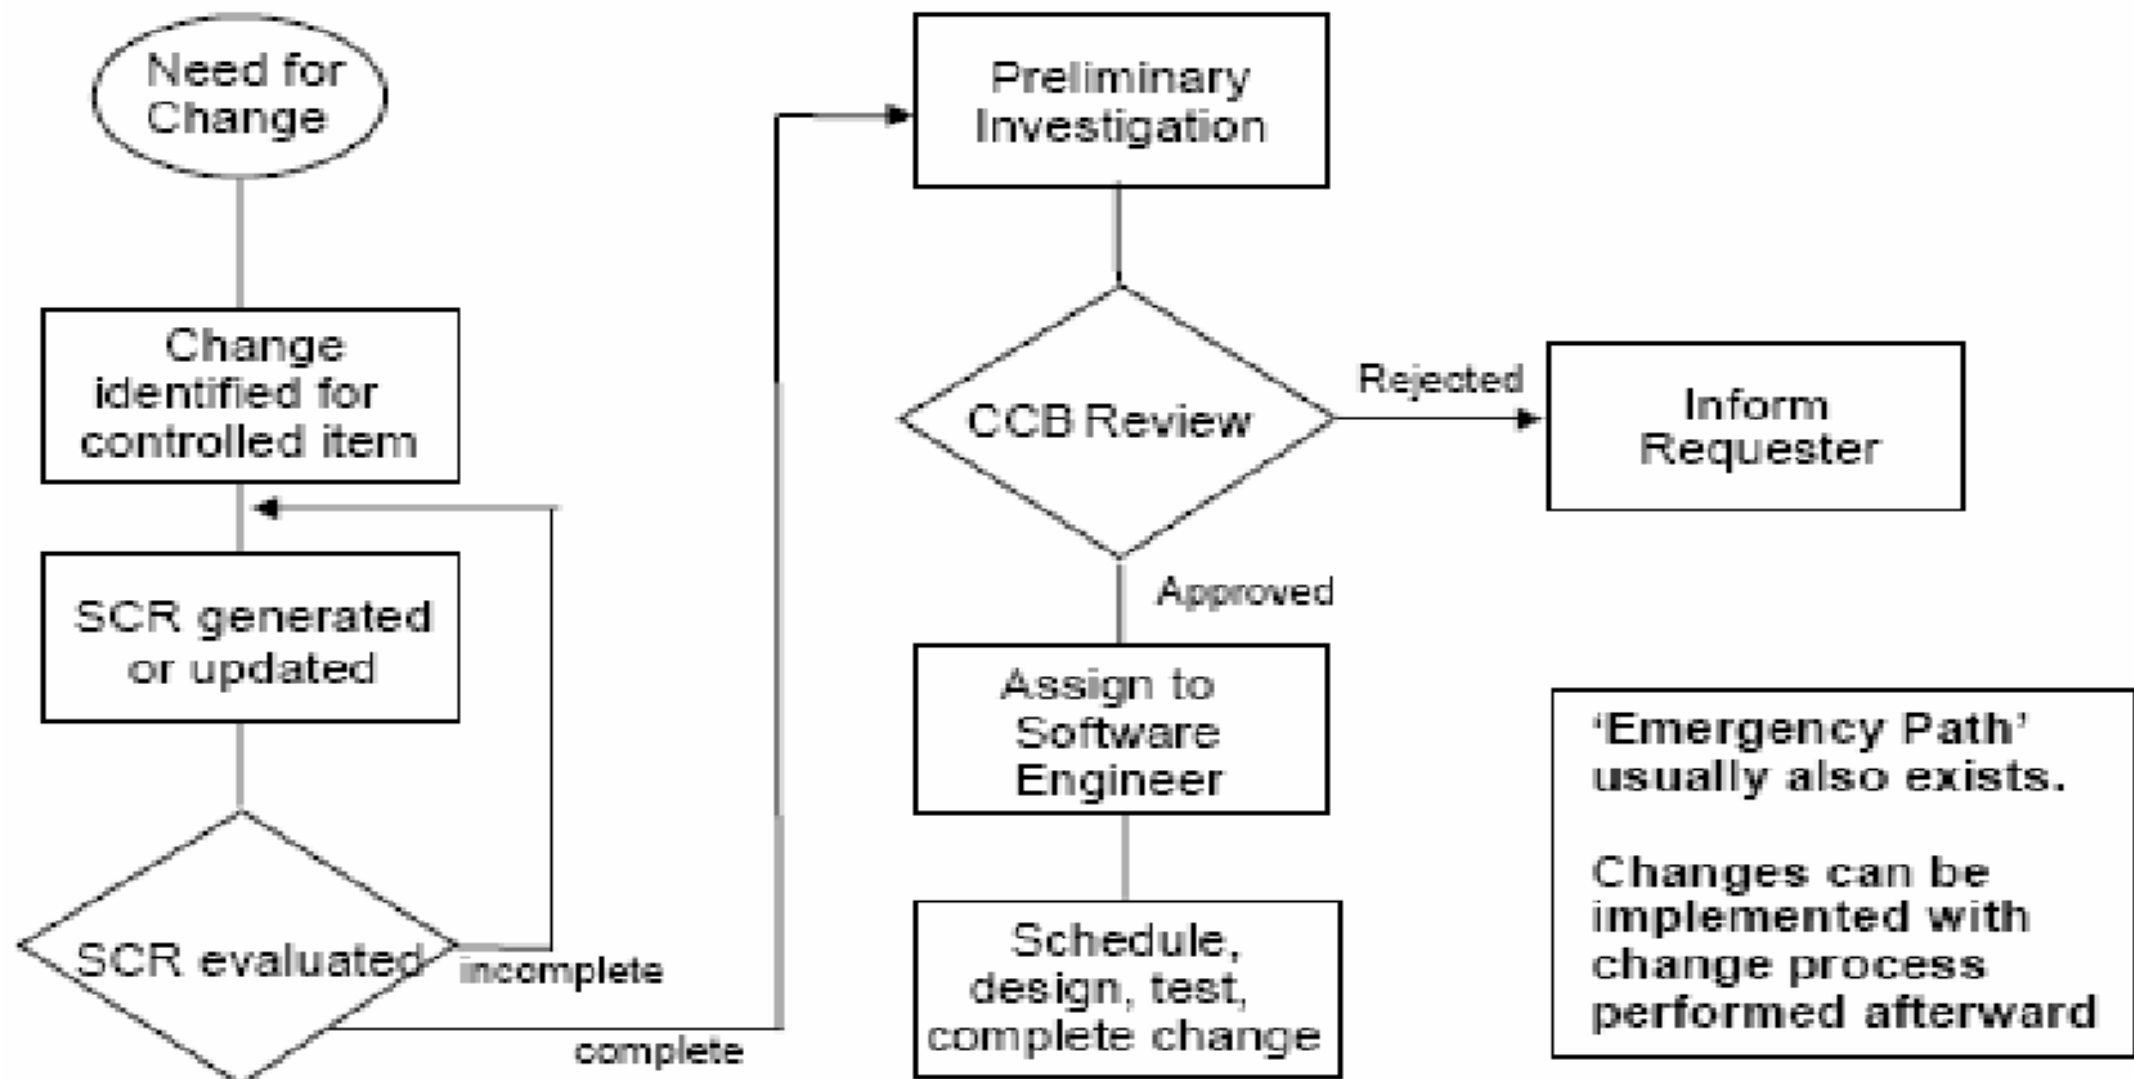 Need for
Change
Change
identified for
controlled item
SCR generated
or updated
SCR evaluated
incomplete
complete
Preliminary
Investigation
CCB Review
Rejected
Inform
Requester
Approved
Assign to
Software
Engineer
Schedule,
design, test,
complete change
‘Emergency Path’
usually also exists.
Changes can be
implemented with
change process
performed afterward